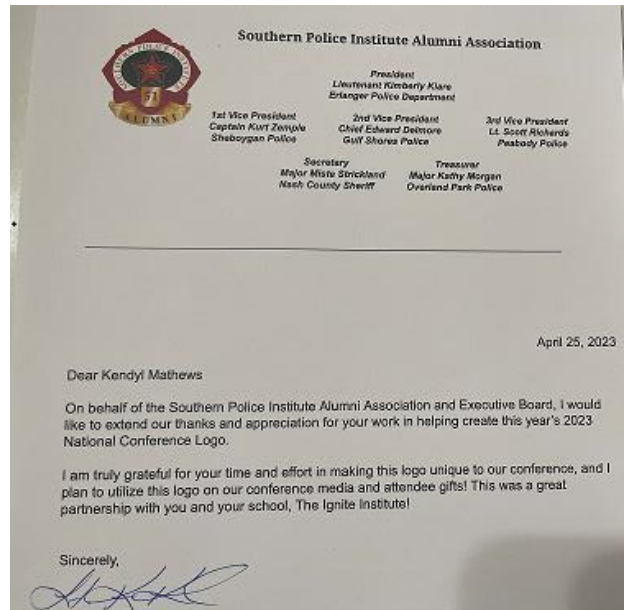 Southern Police Institute Alumni Association
President
Lieutenant Kimberly Klare
Erlanger Police Department
1st Vice President
Captain Kurt Zemple
Sheboygan Police
2nd Vice President
Chief Edward Delmore
Gulf Shores Police
3rd Vice President
Lt. Scott Richards
Peabody Police
Secretary
Major Miste Strickland
Nash County Sheriff
Treasurer
Major Kathy Morgan
Overland Park Police
SOUTHERN POLICE INSTITUTE
51
ALUMNI
April 25, 2023
Dear Kendyl Mathews
On behalf of the Southern Police Institute Alumni Association and Executive Board, I would
like to extend our thanks and appreciation for your work in helping create this year's 2023
National Conference Logo.
I am truly grateful for your time and effort in making this logo unique to our conference, and I
plan to utilize this logo on our conference media and attendee gifts! This was a great
partnership with you and your school, The Ignite Institute!
Sincerely,